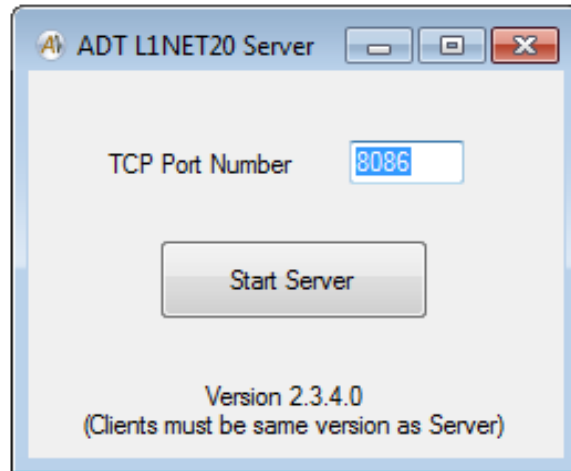 ADT L1NET20 Server
TCP Port Number 8086
Start Server
Version 2.3.4.0
(Clients must be same version as Server)